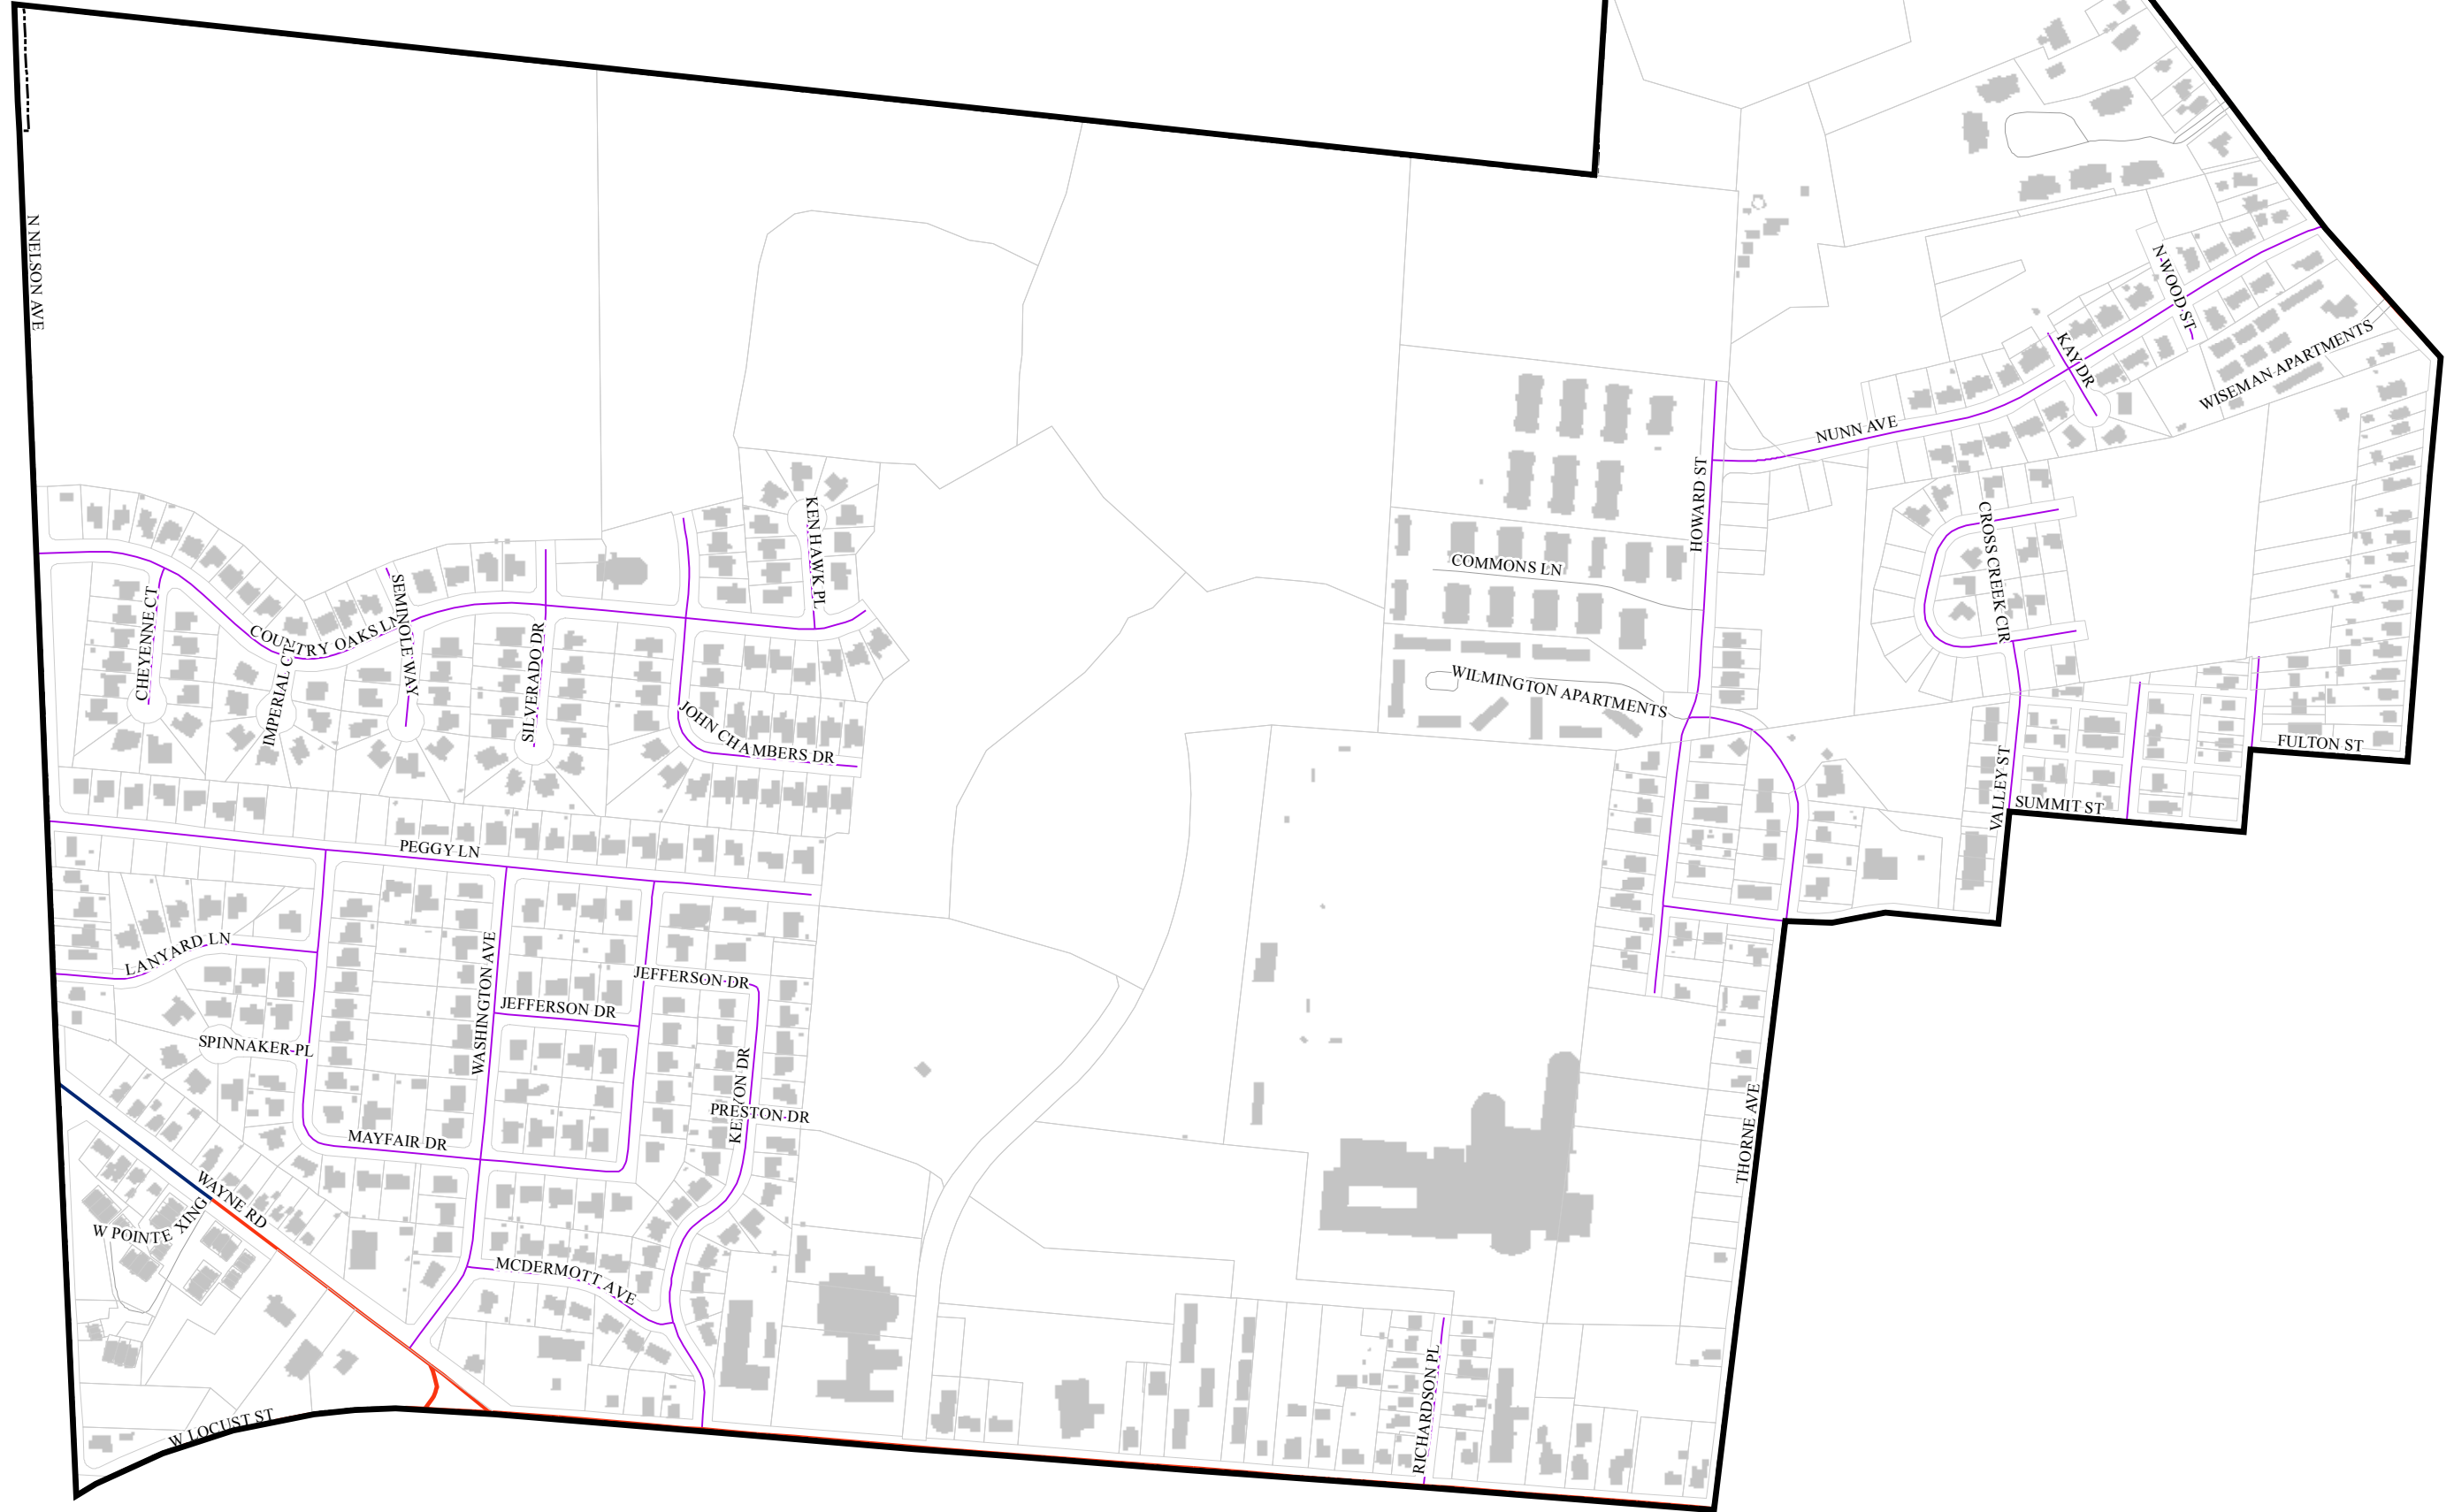 N NELSON AVE
N WOOD ST
KAY DR
WISEMAN APARTMENTS
NUNN AVE
HOWARD ST
KEN HAWK PL
CROSS CREEK CIR
COMMONS LN
CHEYENNE CT
COUNTRY OAKS LN
SEMINOLE WAY
IMPERIAL CT
SILVERADO DR
JOHN CHAMBERS DR
WILMINGTON APARTMENTS
FULTON ST
VALLEY ST
SUMMIT ST
PEGGY LN
LANYARD LN
WASHINGTON AVE
JEFFERSON DR
JEFFERSON DR
SPINNAKER PL
KENYON DR
PRESTON DR
MAYFAIR DR
THORNE AVE
WAYNE RD
W POINTE XING
MCDERMOTT AVE
RICHARDSON PL
W LOCUST ST